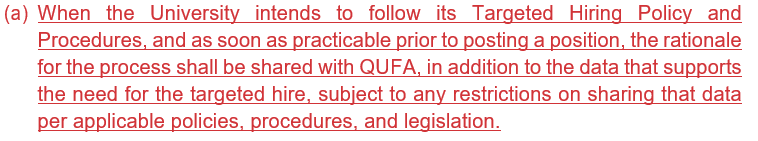 (a) When the University intends to follow its Targeted Hiring Policy and
Procedures, and as soon as practicable prior to posting a position, the rationale
for the process shall be shared with QUFA, in addition to the data that supports
the need for the targeted hire, subject to any restrictions on sharing that data
per applicable policies, procedures, and legislation.